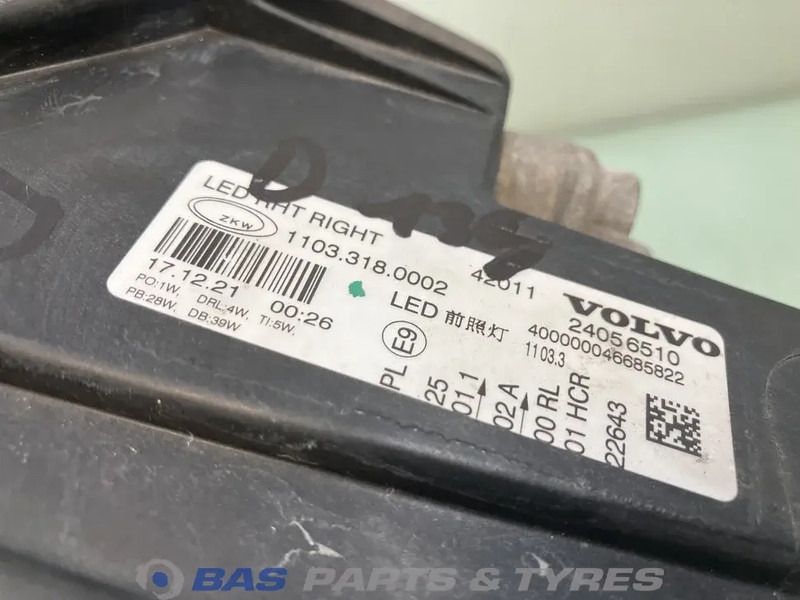 LED RHT RIGHT
ZKW
1103.318.0002
42011
17.12.21 00:26
PO:1W, DRL:4W, TI:5W,
PB:28W, DB:39W
LED 前照灯
VOLVO
24056510
400000046685822
1103.3
E9
PL
25
01 1
02 A
00 RL
01 HCR
22643
BAS PARTS & TYRES